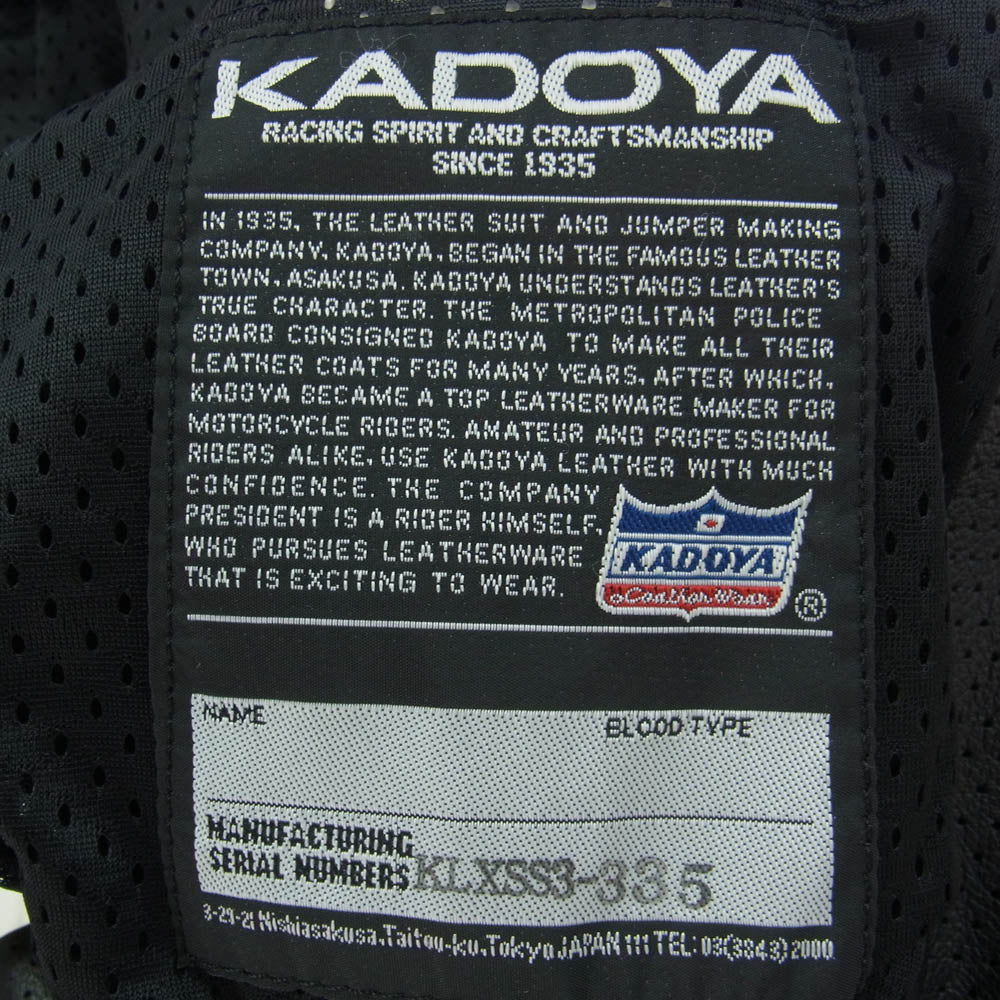 KADOYA
RACING SPIRIT AND CRAFTSMANSHIP
SINCE 1935
IN 1935, THE LEATHER SUIT AND JUMPER MAKING
COMPANY, KADOYA, BEGAN IN THE FAMOUS LEATHER
TOWN, ASAKUSA. KADOYA UNDERSTANDS LEATHER'S
TRUE CHARACTER. THE METROPOLITAN POLICE
BOARD CONSIGNED KADOYA TO MAKE ALL THEIR
LEATHER COATS FOR MANY YEARS, AFTER WHICH,
KADOYA BECAME A TOP LEATHERWARE MAKER FOR
MOTORCYCLE RIDERS. AMATEUR AND PROFESSIONAL
RIDERS ALIKE, USE KADOYA LEATHER WITH MUCH
CONFIDENCE. THE COMPANY
PRESIDENT IS A RIDER HIMSELF,
WHO PURSUES LEATHERWARE
THAT IS EXCITING TO WEAR.
KADOYA
Wear
®
NAME BLOOD TYPE
MANUFACTURING
SERIAL NUMBERS KLXSS3-335
3-29-21 Nishiasakusa, Taitou-ku, Tokyo JAPAN 111 TEL: 03(3843)2000